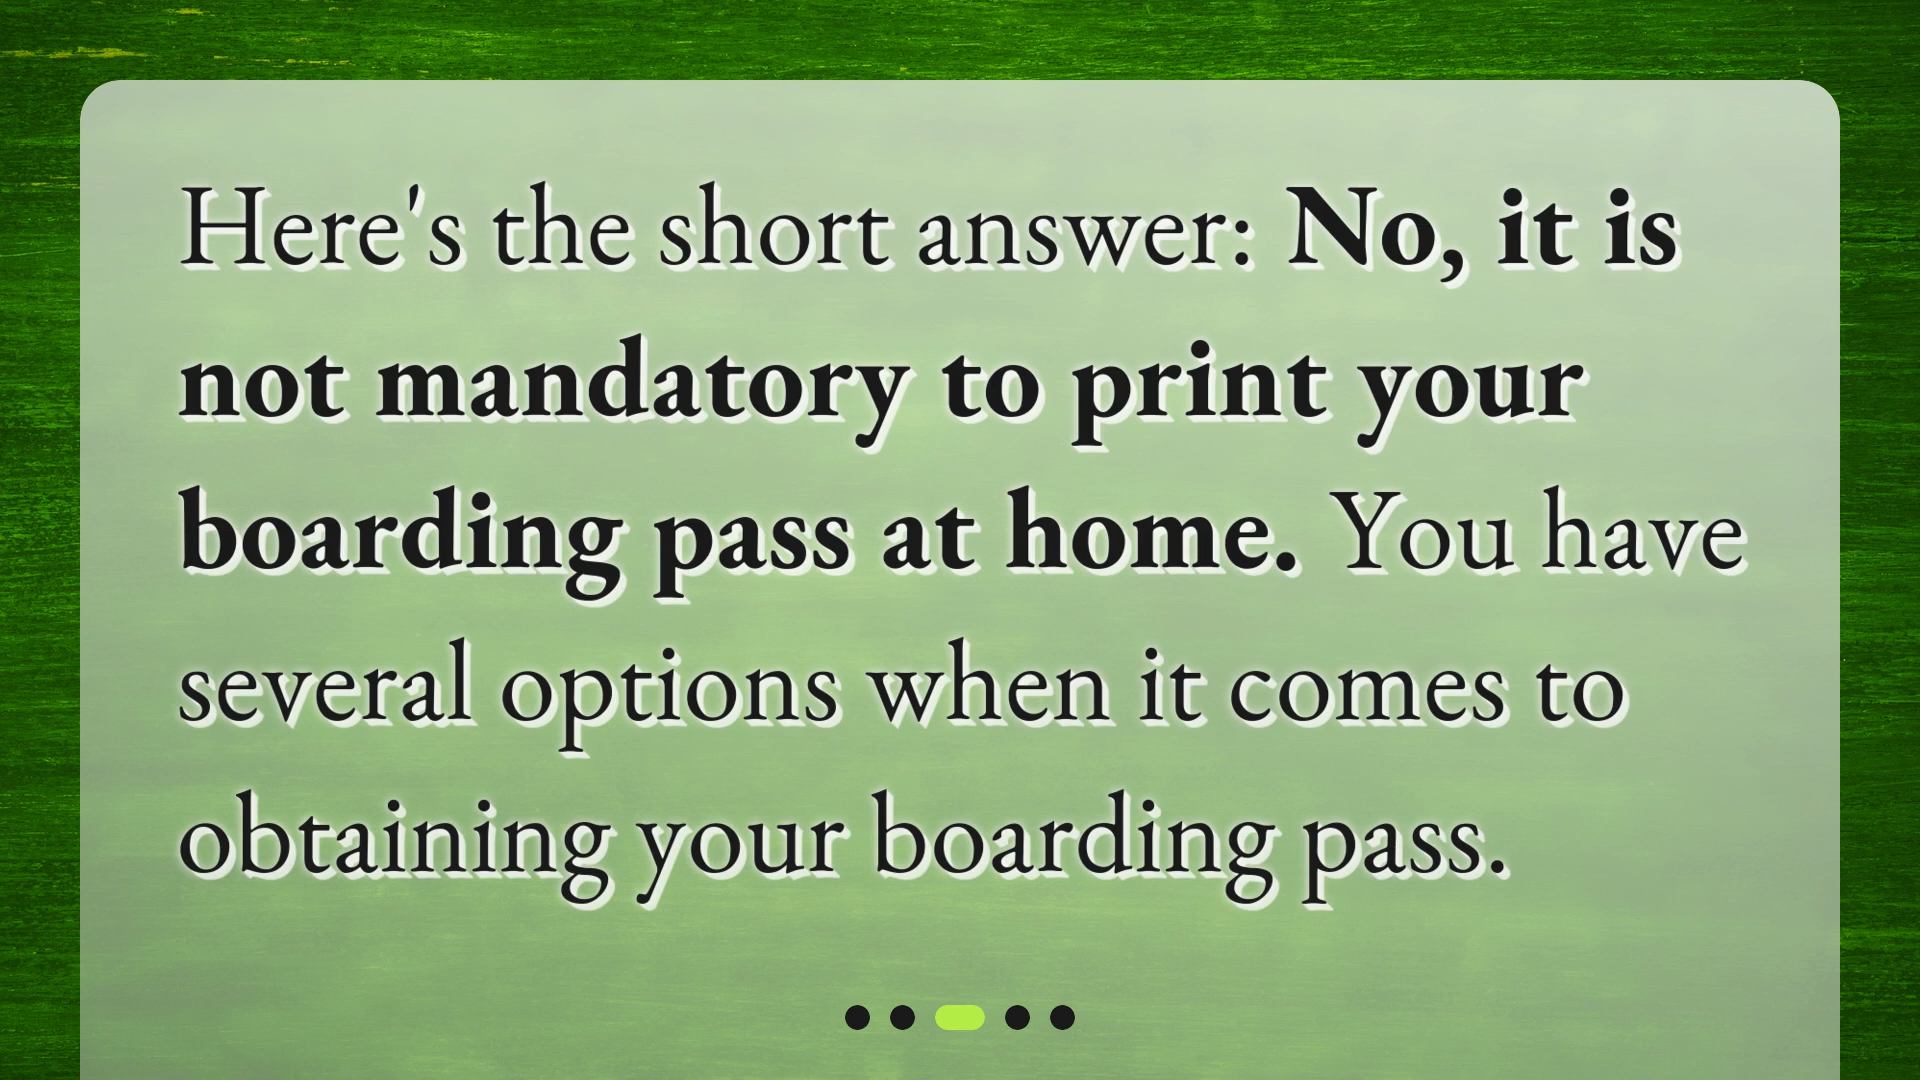 Here's the short answer: No, it is
not mandatory to print your
boarding pass at home. You have
several options when it comes to
obtaining your boarding pass.